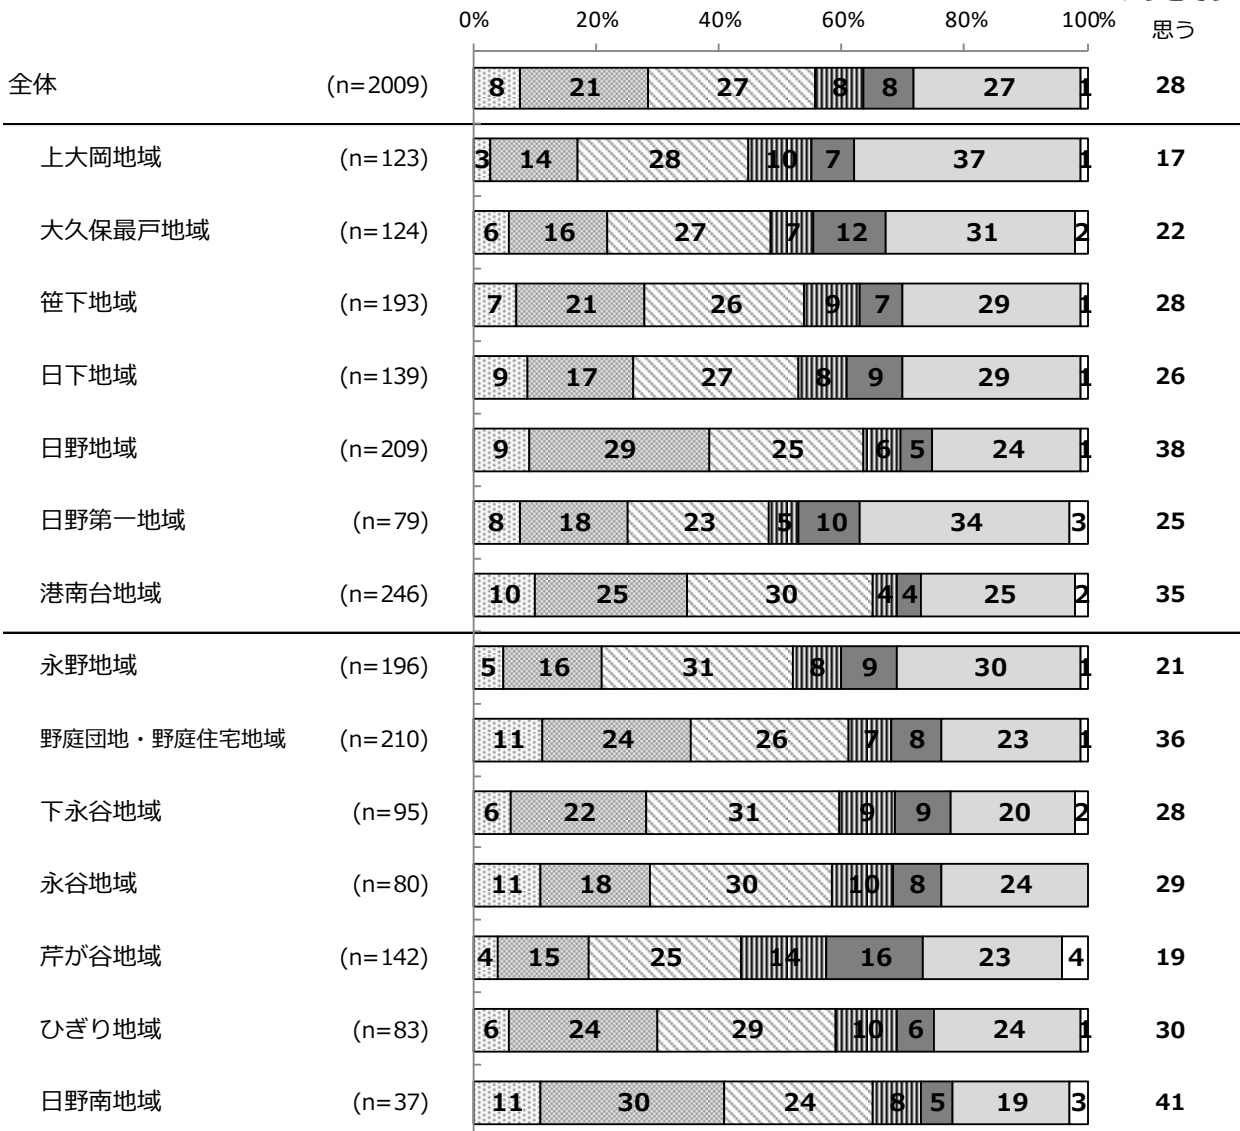 0% 20% 40% 60% 80% 100%
思う
全体 (n=2009) 8 21 27 8 8 27 1 28
上大岡地域 (n=123) 3 14 28 10 7 37 1 17
大久保最戸地域 (n=124) 6 16 27 7 12 31 2 22
笹下地域 (n=193) 7 21 26 9 7 29 1 28
日下地域 (n=139) 9 17 27 8 9 29 1 26
日野地域 (n=209) 9 29 25 6 5 24 1 38
日野第一地域 (n=79) 8 18 23 5 10 34 3 25
港南台地域 (n=246) 10 25 30 4 4 25 2 35
永野地域 (n=196) 5 16 31 8 9 30 1 21
野庭団地・野庭住宅地域 (n=210) 11 24 26 7 8 23 1 36
下永谷地域 (n=95) 6 22 31 9 9 20 2 28
永谷地域 (n=80) 11 18 30 10 8 24 29
芹が谷地域 (n=142) 4 15 25 14 16 23 4 19
ひぎり地域 (n=83) 6 24 29 10 6 24 1 30
日野南地域 (n=37) 11 30 24 8 5 19 3 41